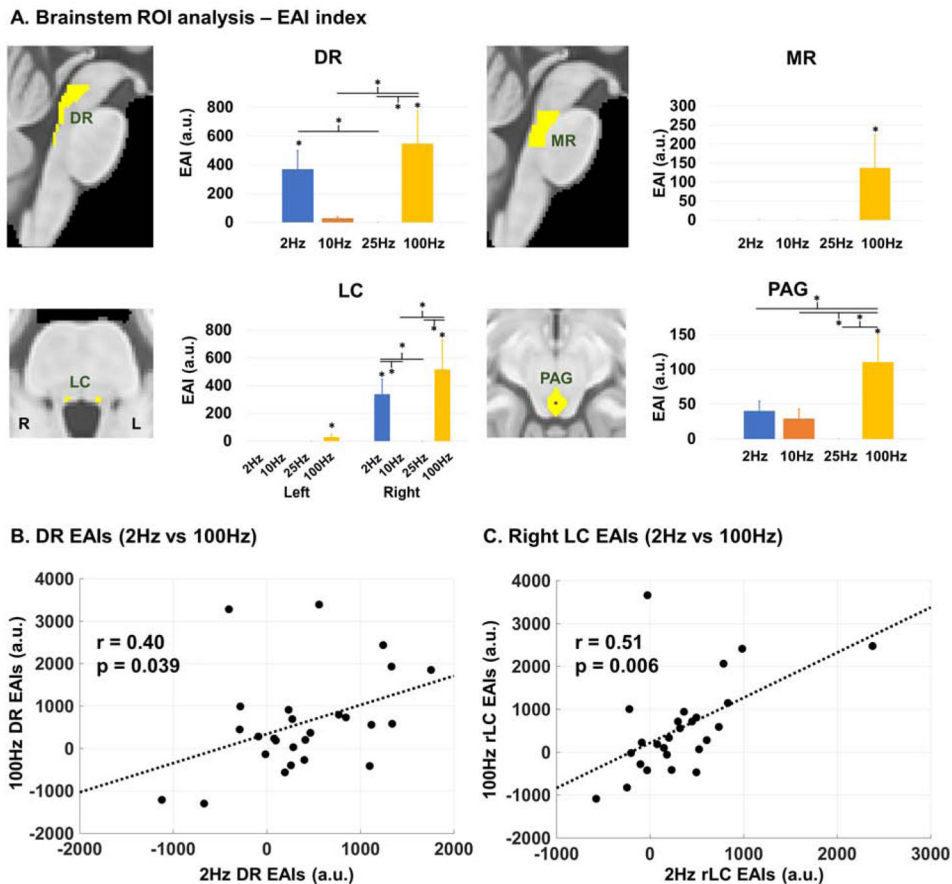 A. Brainstem ROI analysis – EAI index
DR
DR
EAI (a.u.)
800
600
400
200
0
* * * * *
2Hz 10Hz 25Hz 100Hz
MR
MR
EAI (a.u.)
300
250
200
150
100
50
0
*
2Hz 10Hz 25Hz 100Hz
LC
LC
R L
EAI (a.u.)
800
600
400
200
0
* * * * * * *
2Hz 10Hz 25Hz 100Hz 2Hz 10Hz 25Hz 100Hz
Left Right
PAG
PAG
EAI (a.u.)
150
100
50
0
* * * *
2Hz 10Hz 25Hz 100Hz
B. DR EAIs (2Hz vs 100Hz)
r = 0.40
p = 0.039
100Hz DR EAIs (a.u.)
4000
3000
2000
1000
0
-1000
-2000
-2000 -1000 0 1000 2000
2Hz DR EAIs (a.u.)
C. Right LC EAIs (2Hz vs 100Hz)
r = 0.51
p = 0.006
100Hz rLC EAIs (a.u.)
4000
3000
2000
1000
0
-1000
-2000
-1000 0 1000 2000 3000
2Hz rLC EAIs (a.u.)